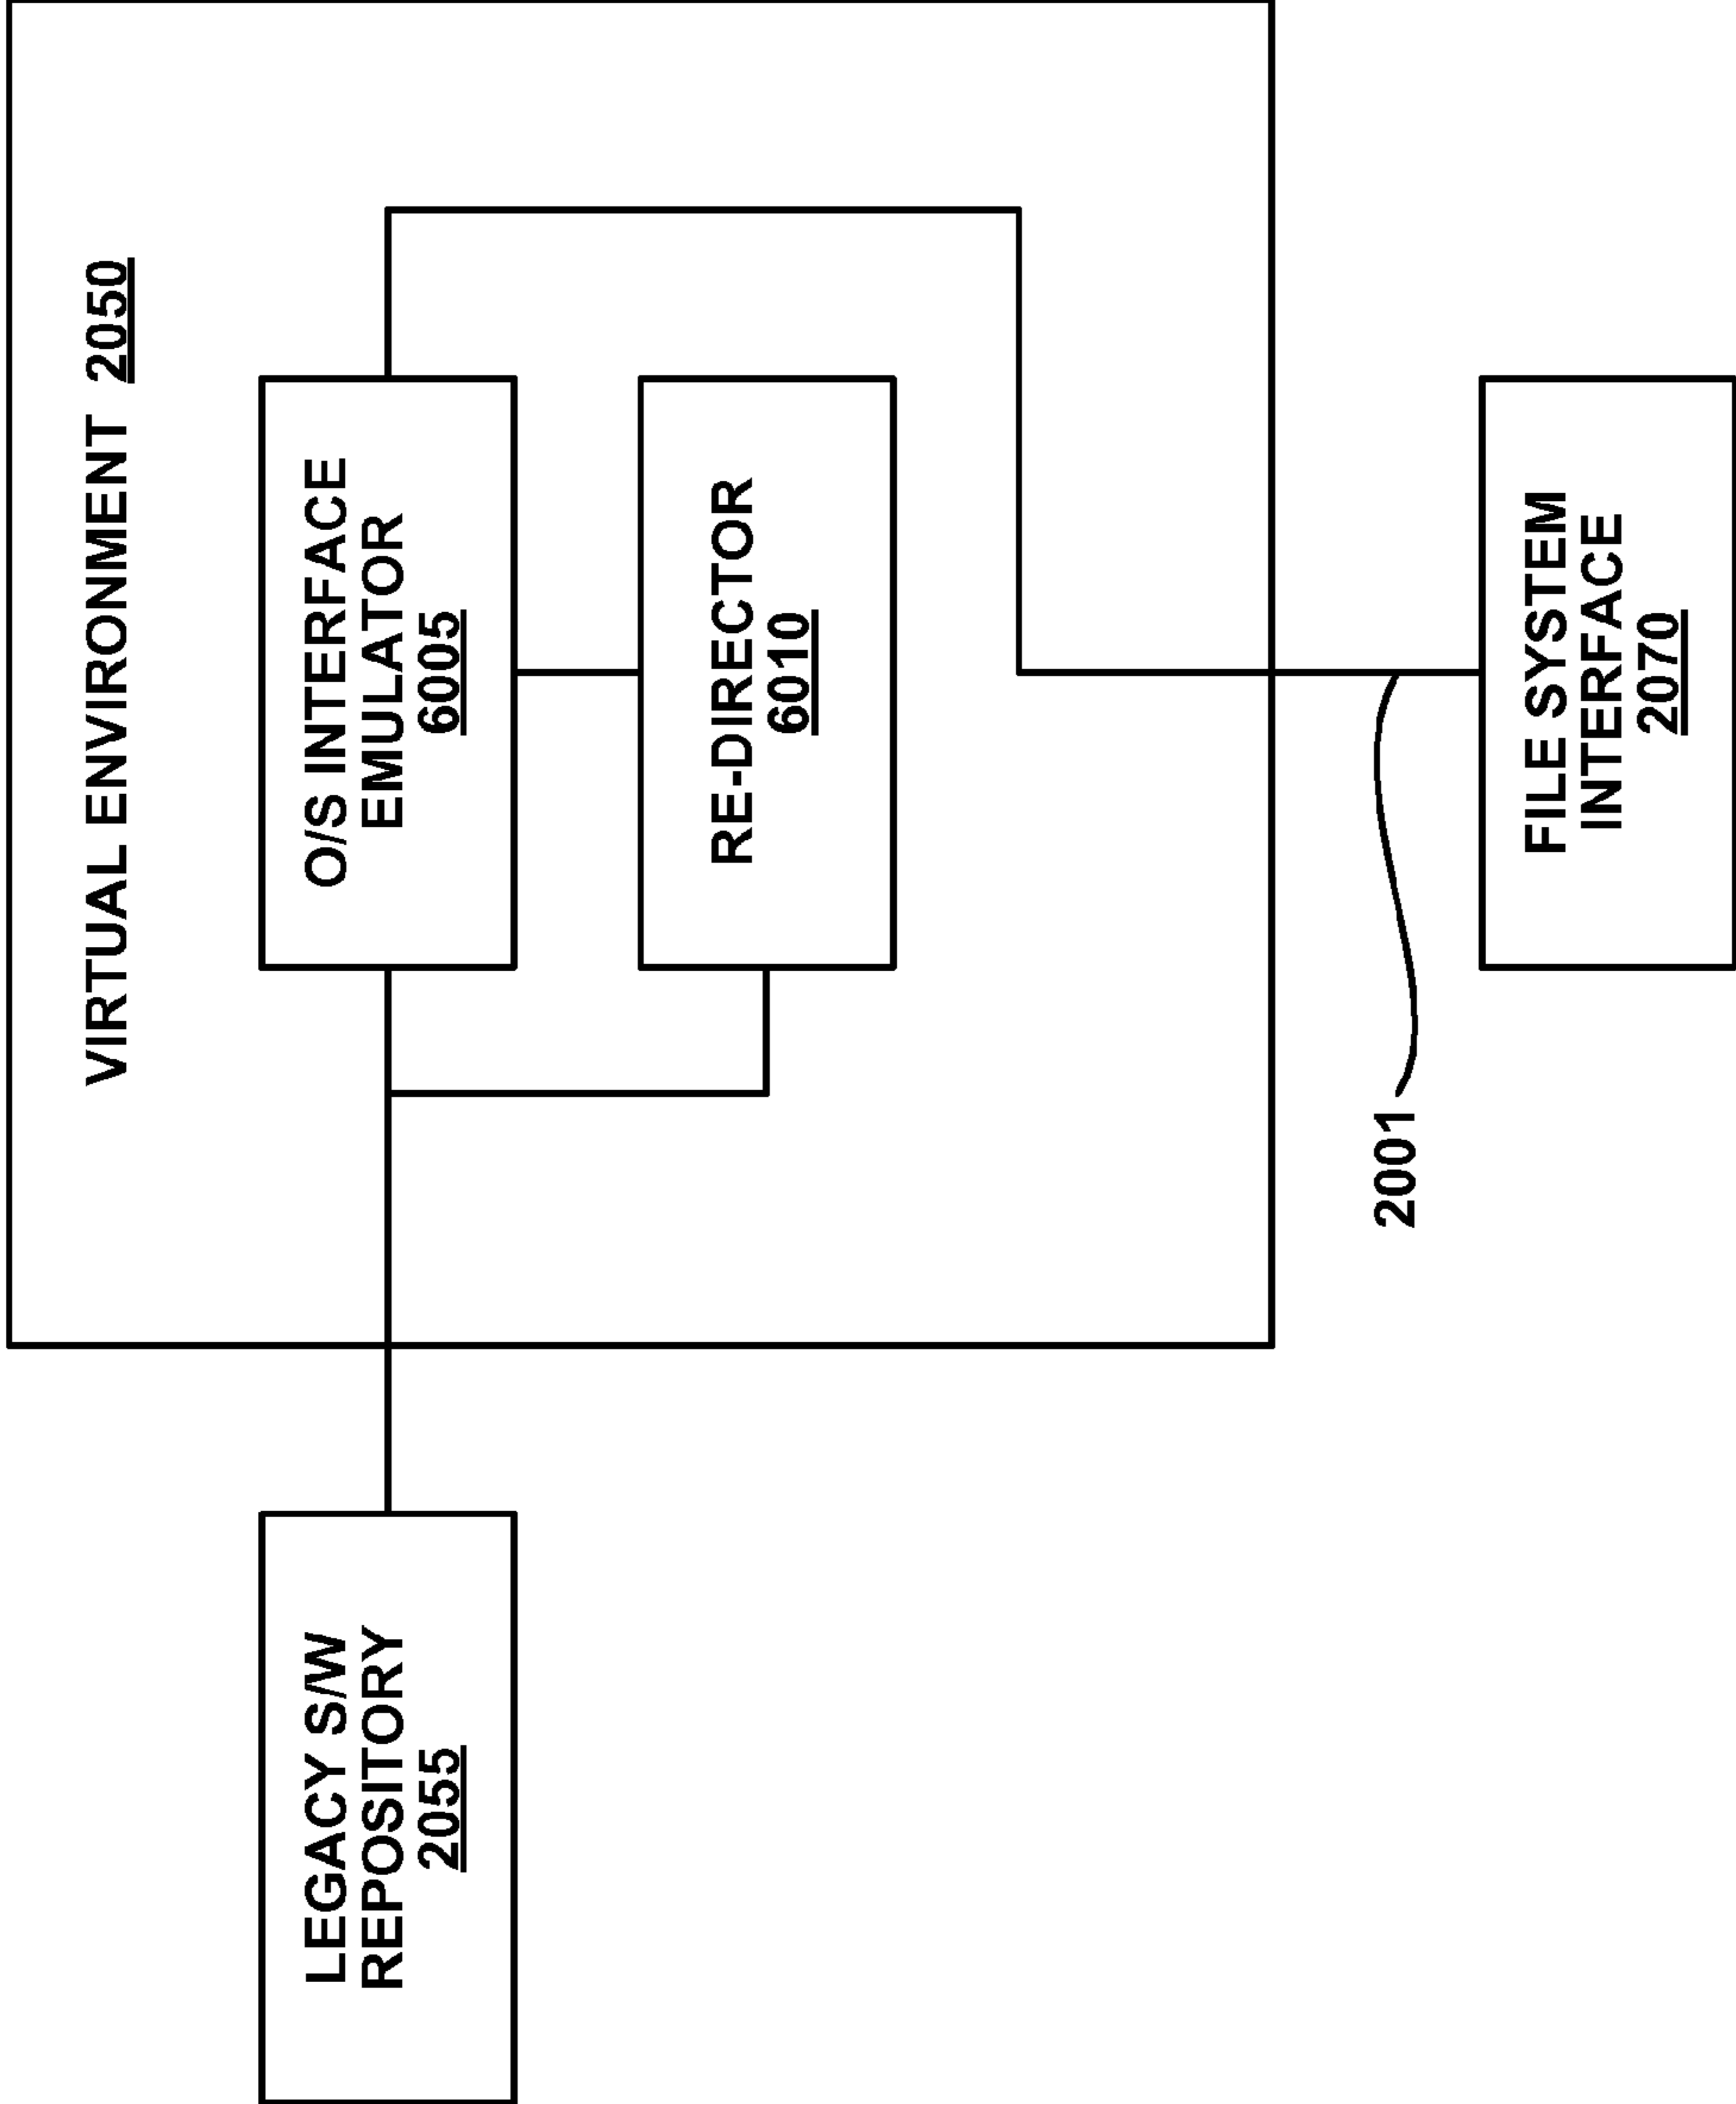 VIRTUAL ENVIRONMENT 2050
LEGACY S/W
REPOSITORY
2055
O/S INTERFACE
EMULATOR
6005
RE-DIRECTOR
6010
2001
FILE SYSTEM
INTERFACE
2070